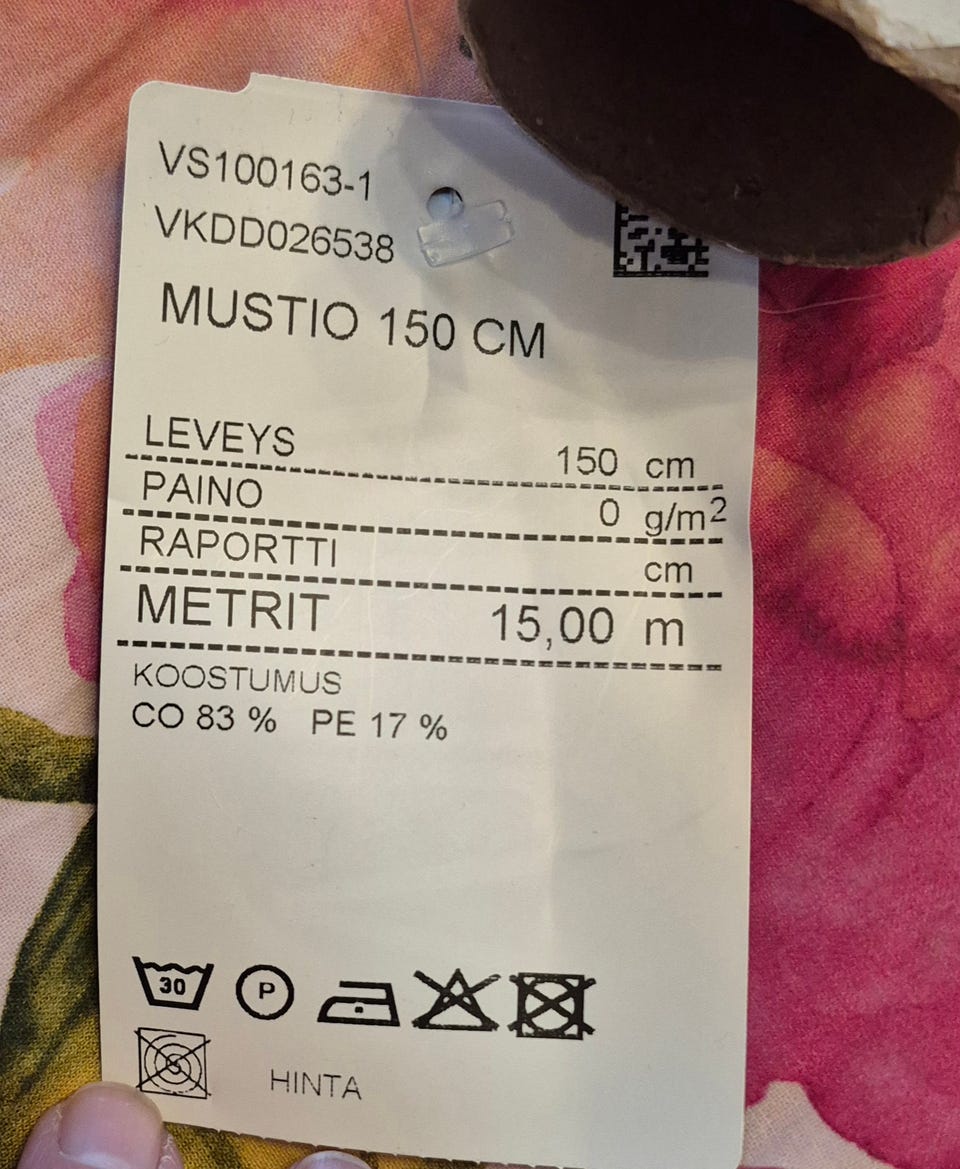 VS100163-1
VKDD026538
MUSTIO 150 CM
LEVEYS 150 cm
PAINO 0 g/m2
RAPORTTI cm
METRIT 15,00 m
KOOSTUMUS
CO 83 % PE 17 %
30 P
HINTA